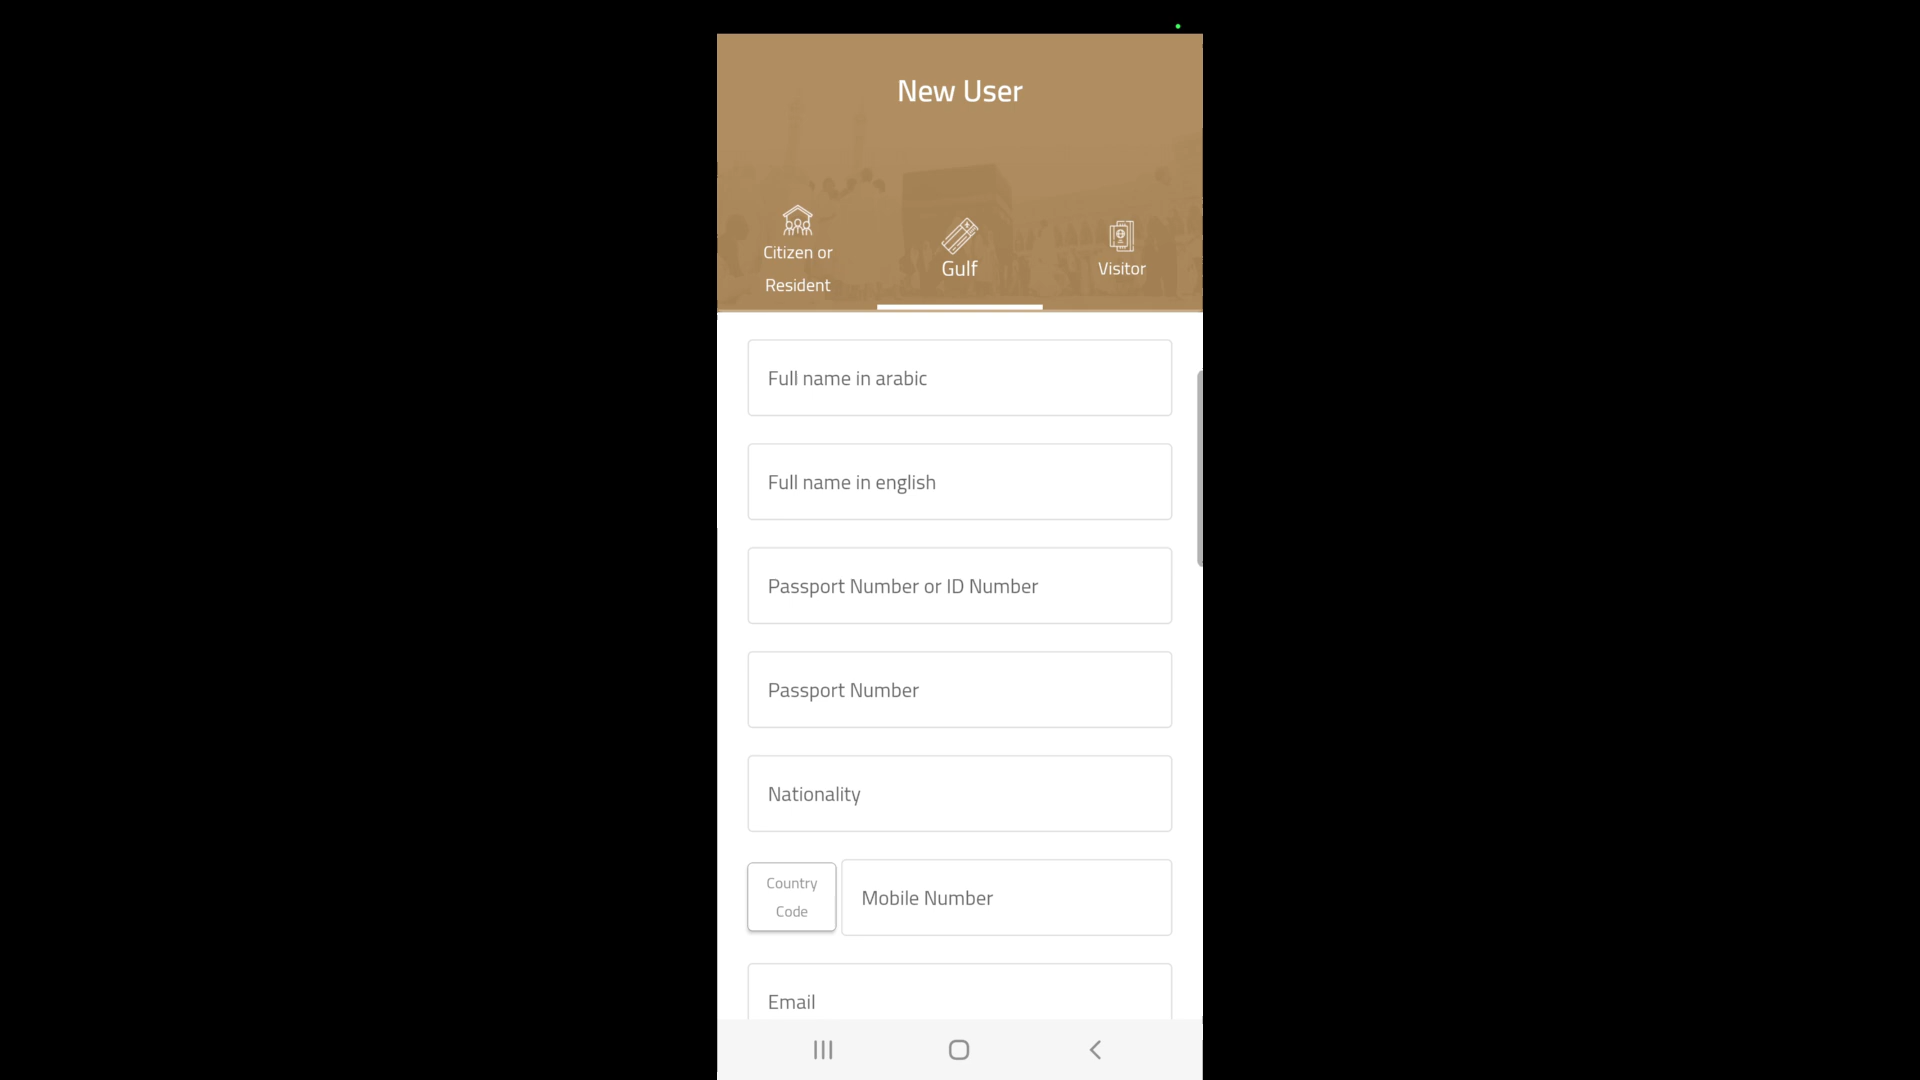 New User
Citizen or
Resident
Gulf
Visitor
Full name in arabic
Full name in english
Passport Number or ID Number
Passport Number
Nationality
Country
Code
Mobile Number
Email